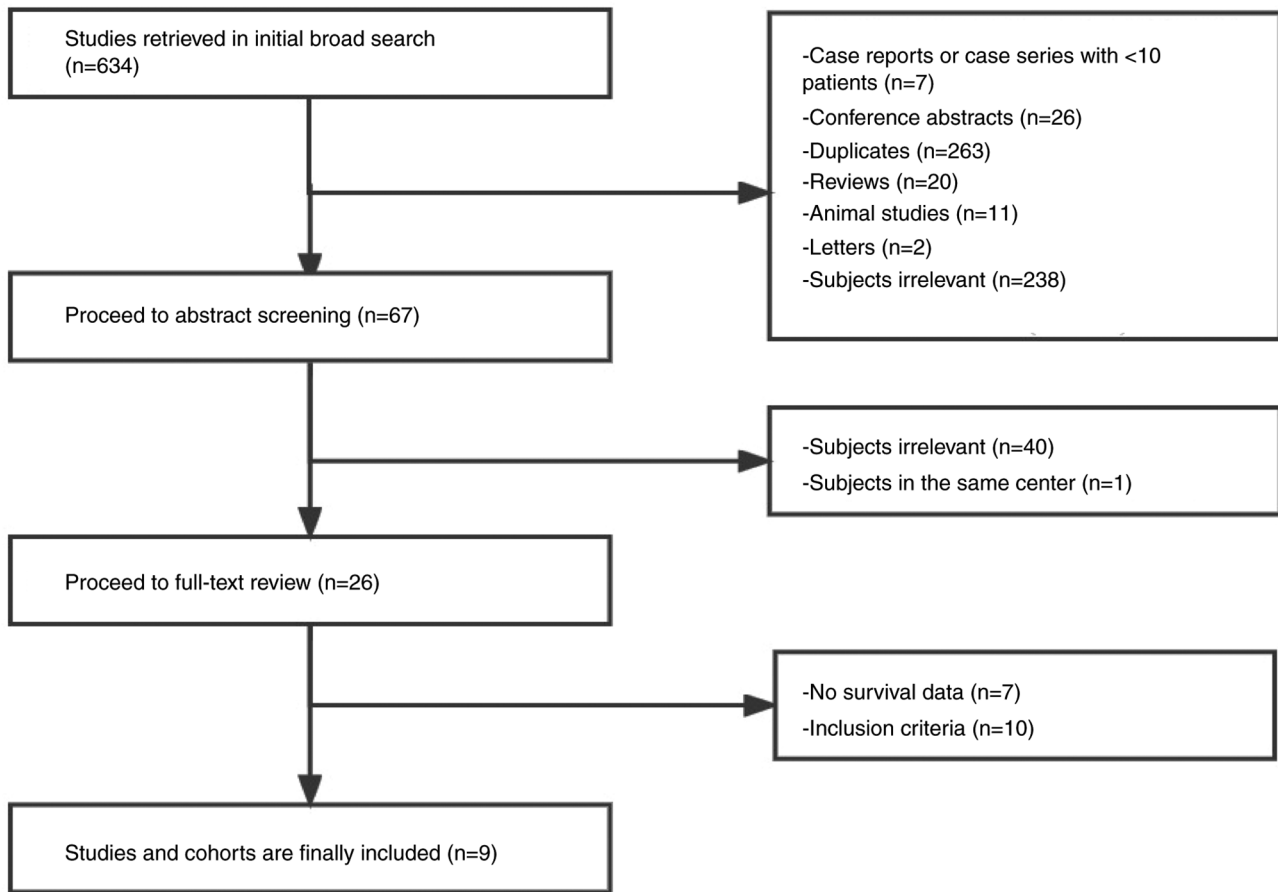 Studies retrieved in initial broad search
(n=634)
-Case reports or case series with <10
patients (n=7)
-Conference abstracts (n=26)
-Duplicates (n=263)
-Reviews (n=20)
-Animal studies (n=11)
-Letters (n=2)
-Subjects irrelevant (n=238)
Proceed to abstract screening (n=67)
-Subjects irrelevant (n=40)
-Subjects in the same center (n=1)
Proceed to full-text review (n=26)
-No survival data (n=7)
-Inclusion criteria (n=10)
Studies and cohorts are finally included (n=9)